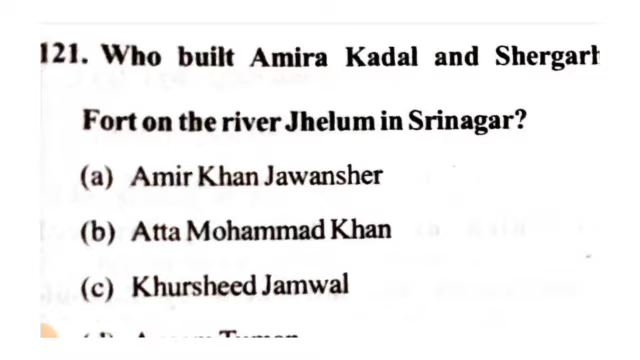 121. Who built Amira Kadal and Shergarh
Fort on the river Jhelum in Srinagar?
(a) Amir Khan Jawansher
(b) Atta Mohammad Khan
(c) Khursheed Jamwal